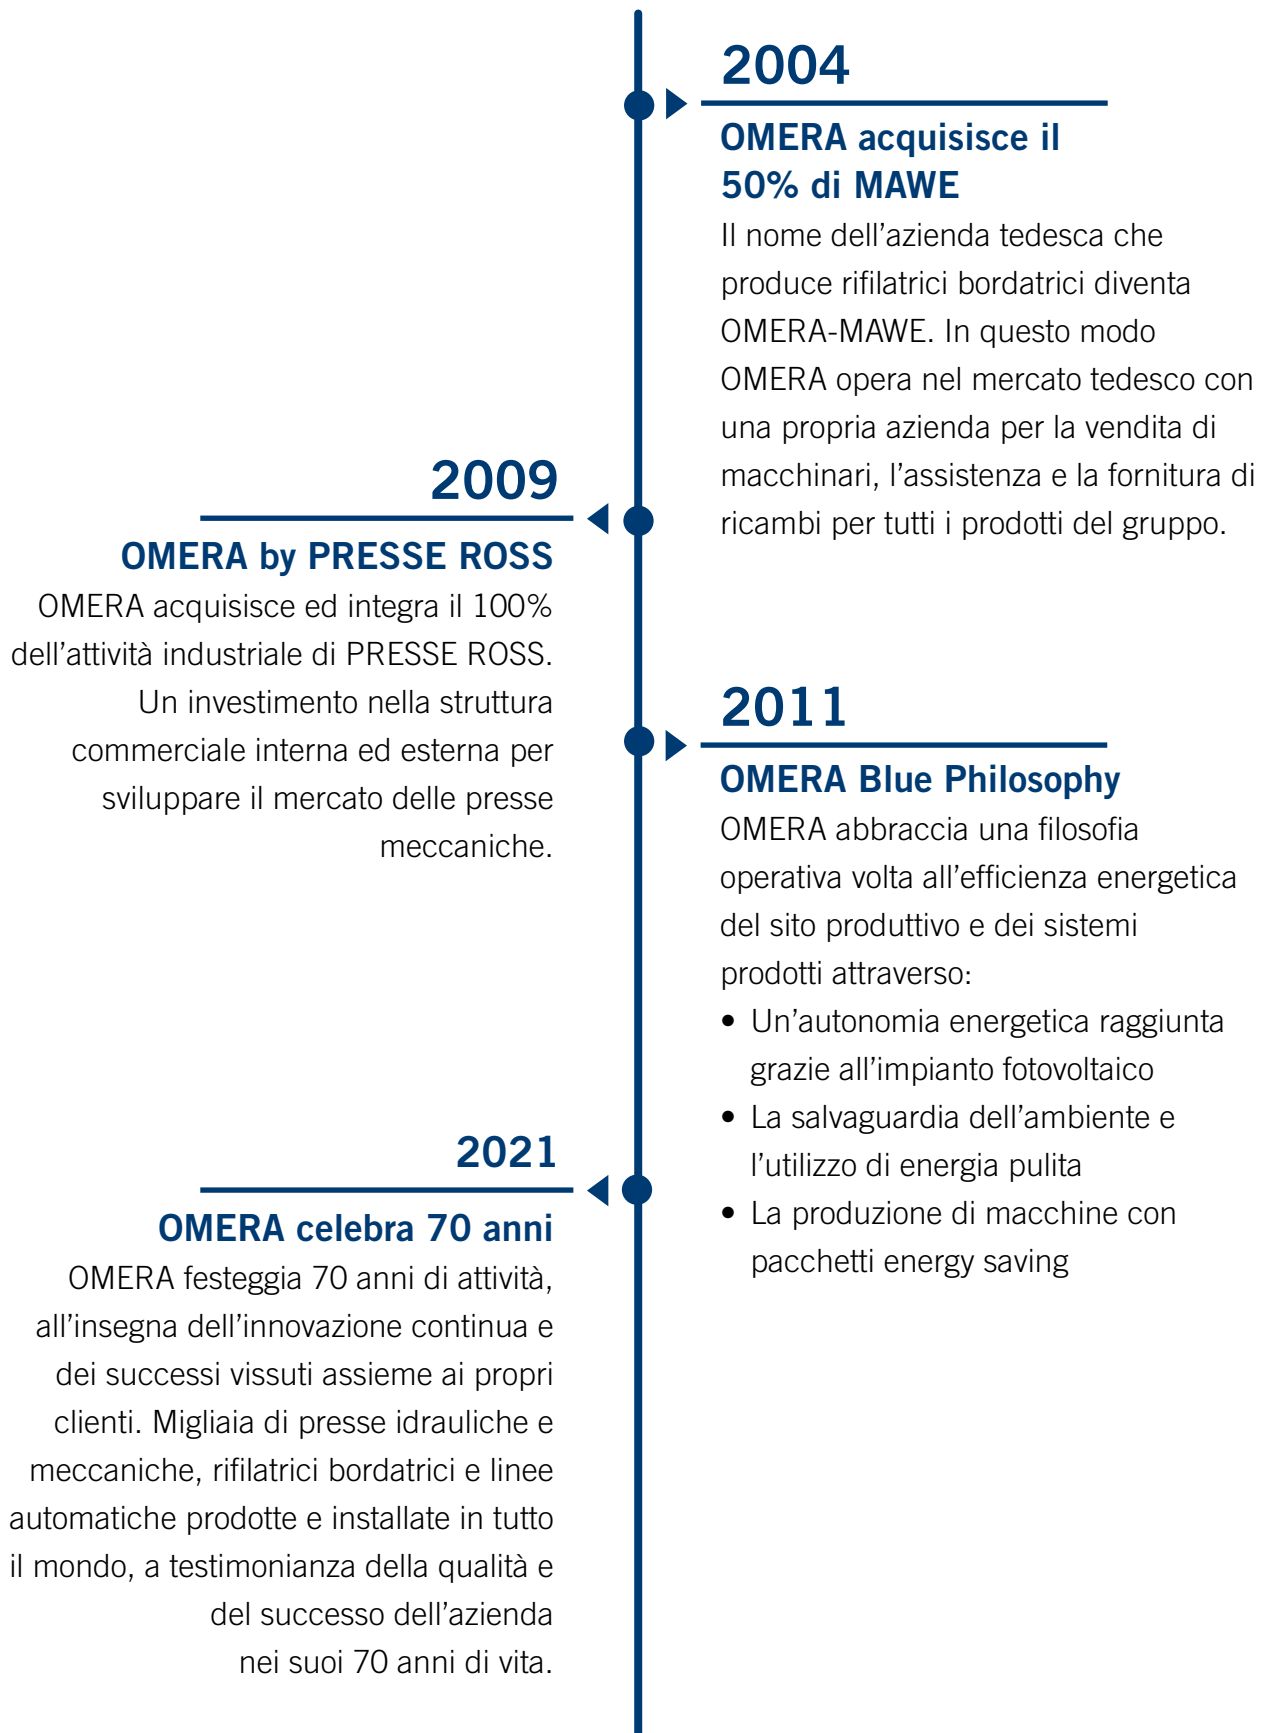 2004
OMERA acquisisce il
50% di MAWE
Il nome dell’azienda tedesca che
produce rifilatrici bordatrici diventa
OMERA-MAWE. In questo modo
OMERA opera nel mercato tedesco con
una propria azienda per la vendita di
macchinari, l’assistenza e la fornitura di
ricambi per tutti i prodotti del gruppo.
2009
OMERA by PRESSE ROSS
OMERA acquisisce ed integra il 100%
dell’attività industriale di PRESSE ROSS.
Un investimento nella struttura
commerciale interna ed esterna per
sviluppare il mercato delle presse
meccaniche.
2011
OMERA Blue Philosophy
OMERA abbraccia una filosofia
operativa volta all’efficienza energetica
del sito produttivo e dei sistemi
prodotti attraverso:
• Un’autonomia energetica raggiunta
grazie all’impianto fotovoltaico
• La salvaguardia dell’ambiente e
l’utilizzo di energia pulita
• La produzione di macchine con
pacchetti energy saving
2021
OMERA celebra 70 anni
OMERA festeggia 70 anni di attività,
all’insegna dell’innovazione continua e
dei successi vissuti assieme ai propri
clienti. Migliaia di presse idrauliche e
meccaniche, rifilatrici bordatrici e linee
automatiche prodotte e installate in tutto
il mondo, a testimonianza della qualità e
del successo dell’azienda
nei suoi 70 anni di vita.